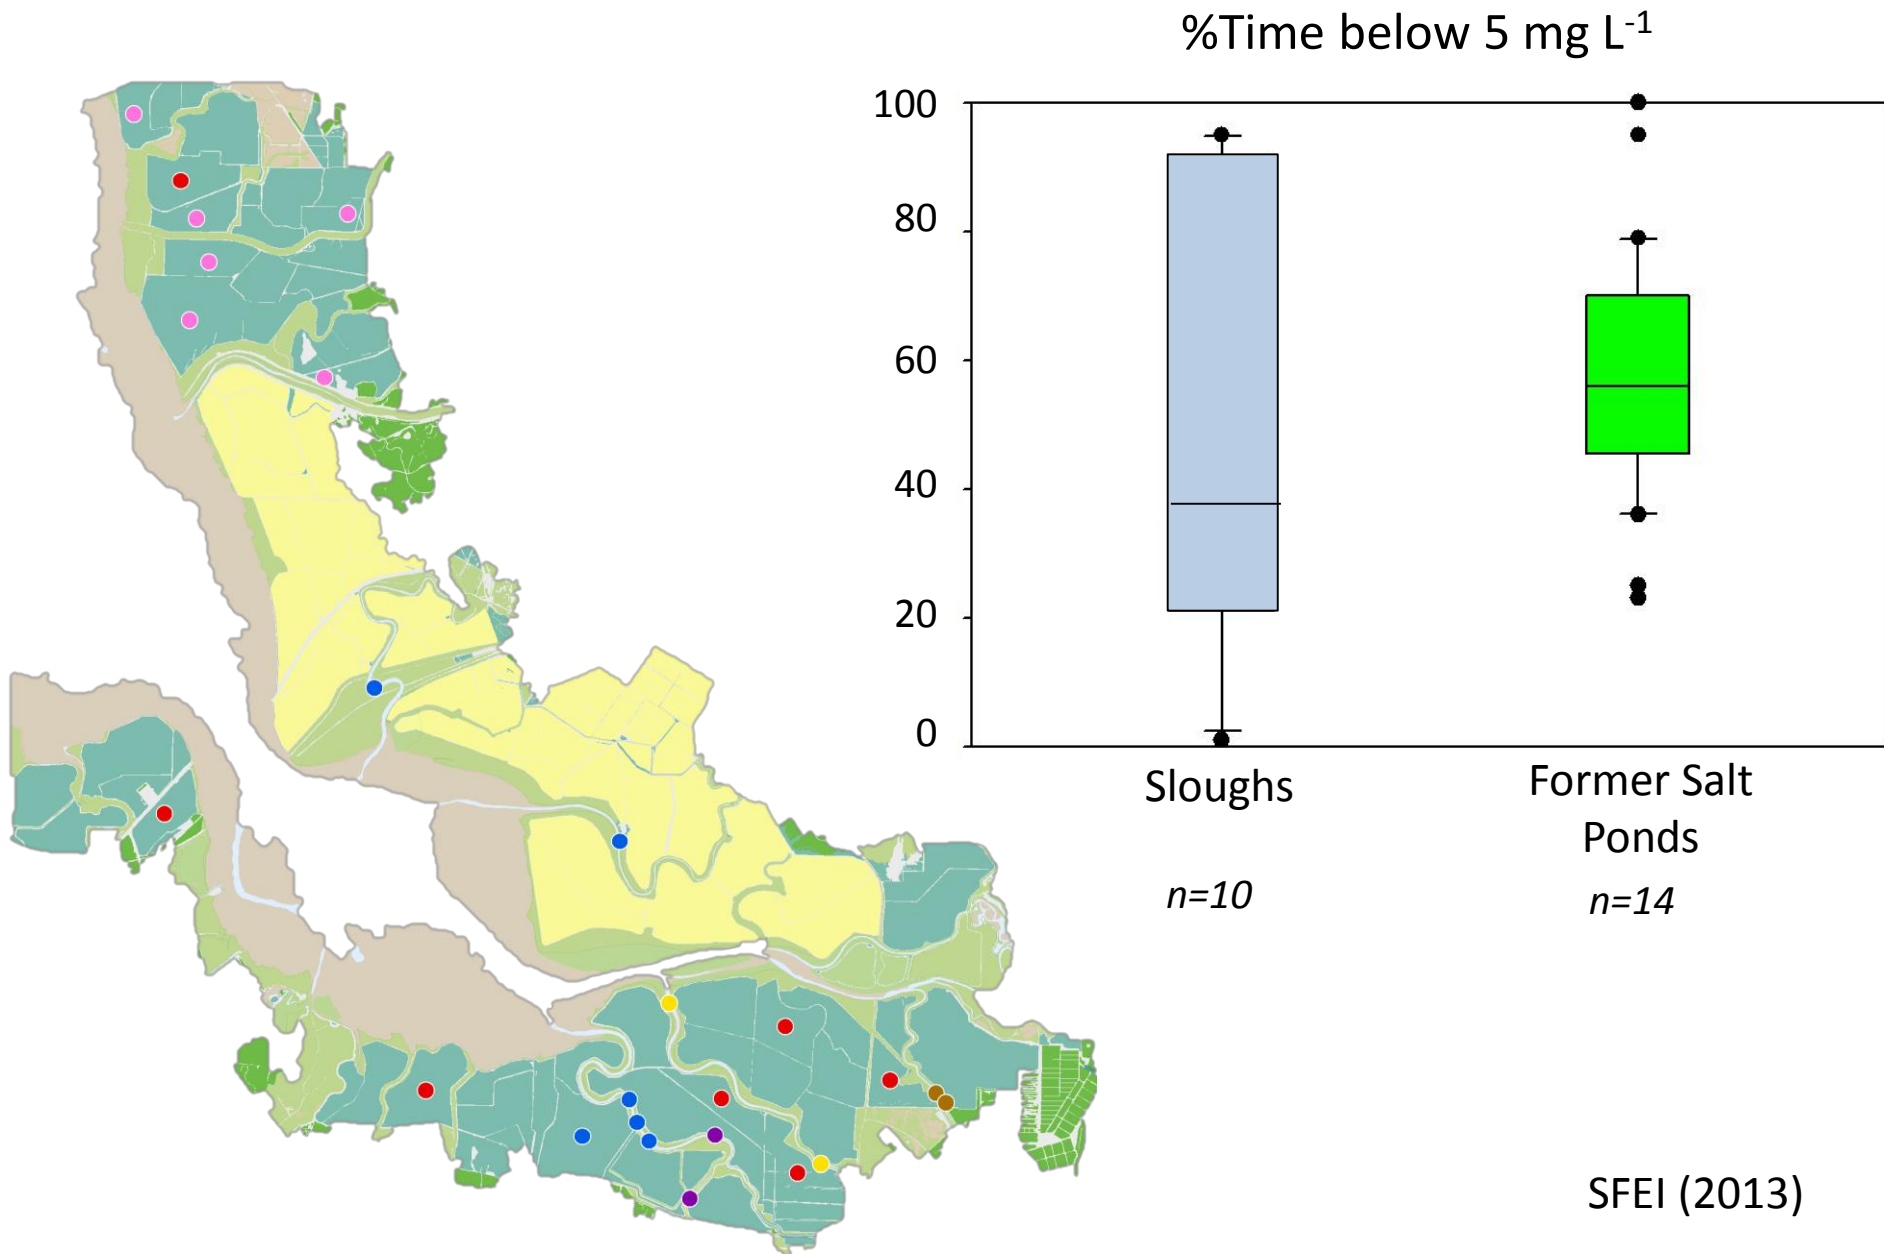 %Time below 5 mg L-1
100
80
60
40
20
0
Sloughs
Former Salt
Ponds
n=10
n=14
SFEI (2013)